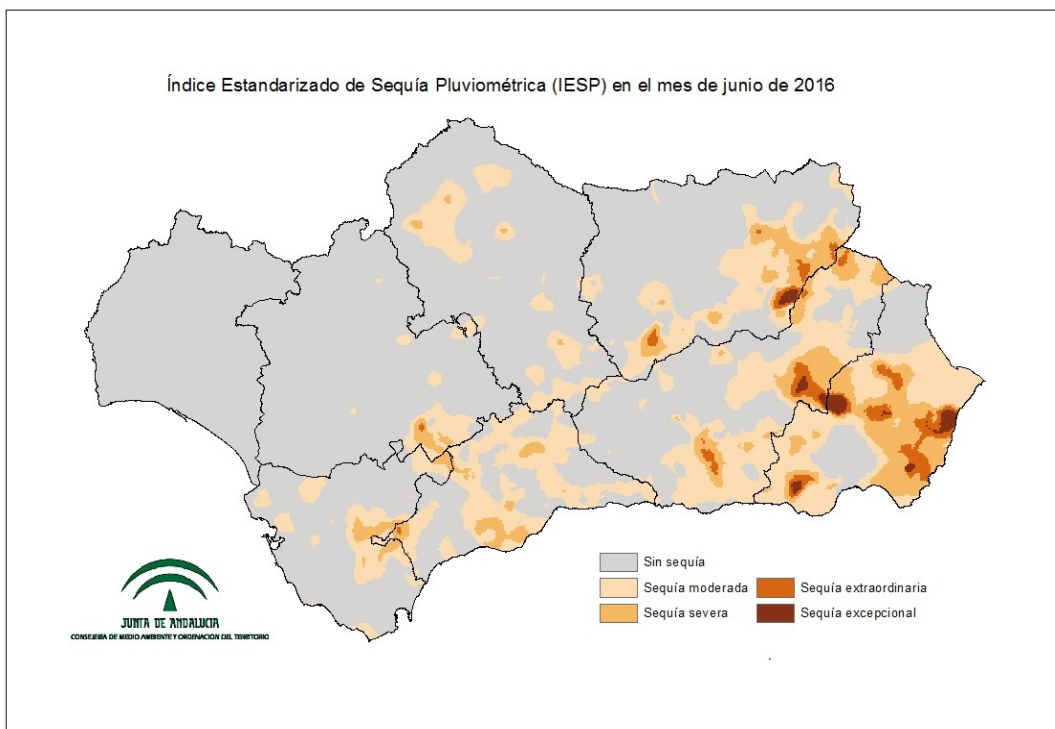 Índice Estandarizado de Sequía Pluviométrica (IESP) en el mes de junio de 2016
Sin sequía
Sequía moderada
Sequía severa
Sequía extraordinaria
Sequía excepcional
JUNTA DE ANDALUCIA
CONSEJERIA DE MEDIO AMBIENTE Y ORDENACION DEL TERRITORIO